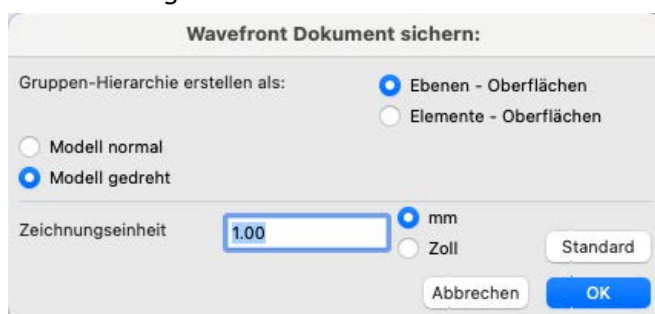 Wavefront Dokument sichern:
Gruppen-Hierarchie erstellen als:
Ebenen - Oberflächen
Elemente - Oberflächen
Modell normal
Modell gedreht
Zeichnungseinheit
1.00
mm
Zoll
Standard
Abbrechen
OK